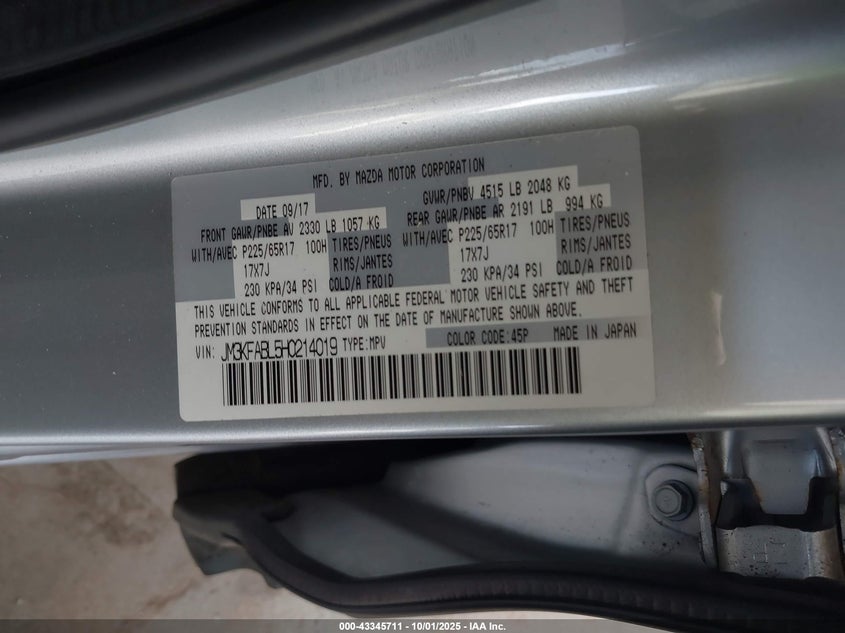 MFD. BY MAZDA MOTOR CORPORATION
DATE 09/17 GVWR/PNBV 4515 LB 2048 KG
FRONT GAWR/PNBE AV 2330 LB 1057 KG REAR GAWR/PNBE AR 2191 LB 994 KG
WITH/AVEC P225/65R17 100H TIRES/PNEUS WITH/AVEC P225/65R17 100H TIRES/PNEUS
17X7J RIMS/JANTES 17X7J RIMS/JANTES
230 KPA/34 PSI COLD/A FROID 230 KPA/34 PSI COLD/A FROID
THIS VEHICLE CONFORMS TO ALL APPLICABLE FEDERAL MOTOR VEHICLE SAFETY AND THEFT
PREVENTION STANDARDS IN EFFECT ON THE DATE OF MANUFACTURE SHOWN ABOVE.
VIN: JM3KFABL5H0214019 TYPE:MPV COLOR CODE:45P MADE IN JAPAN
000-43345711 - 10/01/2025 - IAA Inc.